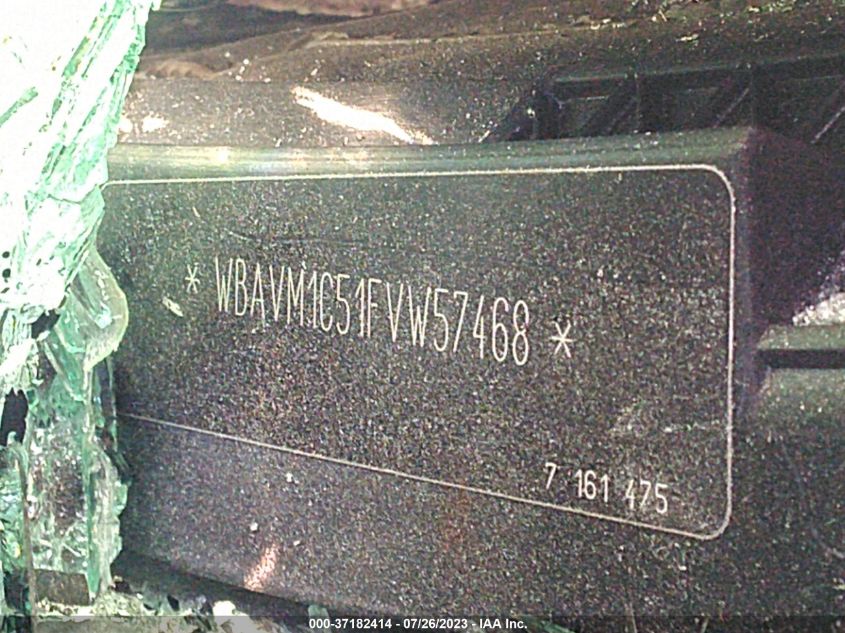 * WBAVM1C51FVW57468 *
7 161 475
000-37182414 - 07/26/2023 - IAA Inc.